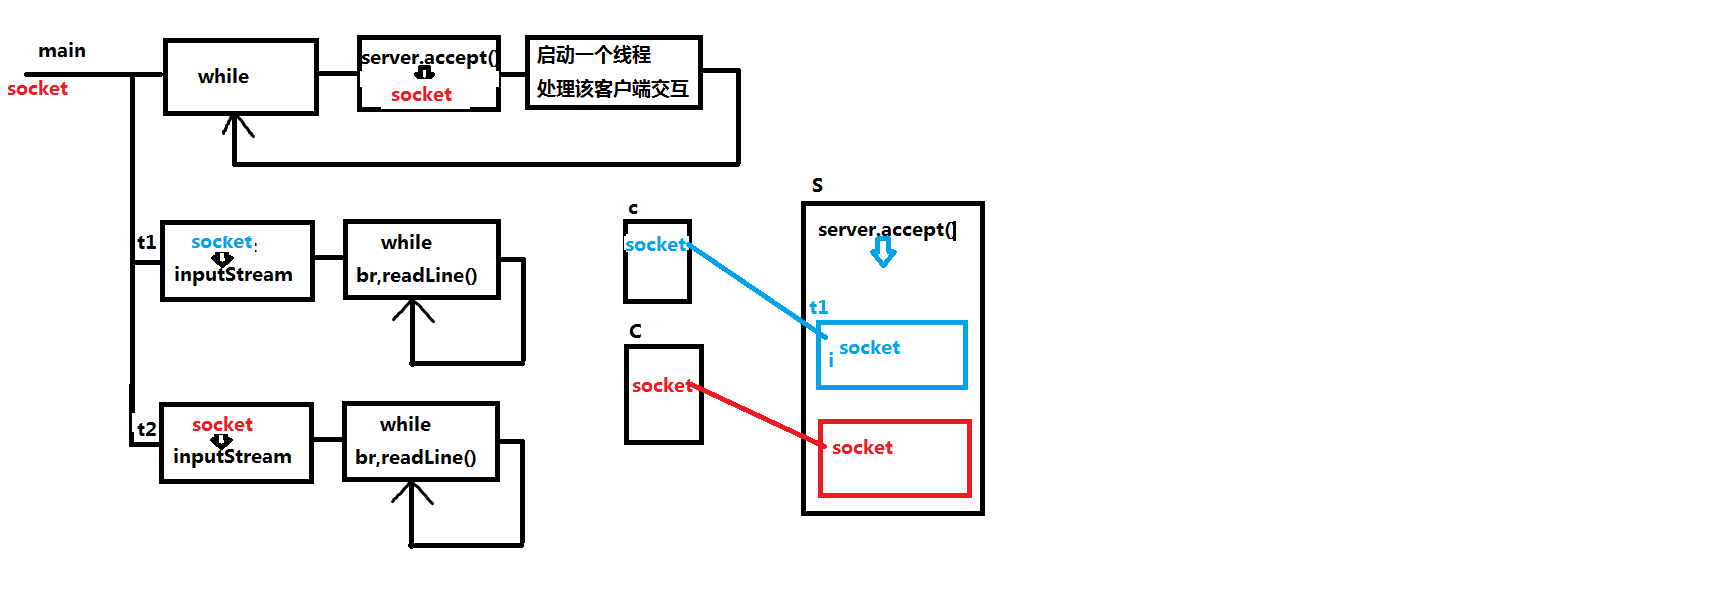 main
socket
while
server.accept()
socket
启动一个线程
处理该客户端交互
t1
socket
inputStream
while
br,readLine()
t2
socket
inputStream
while
br,readLine()
c
socket
C
socket
S
server.accept()
t1
i
socket
socket